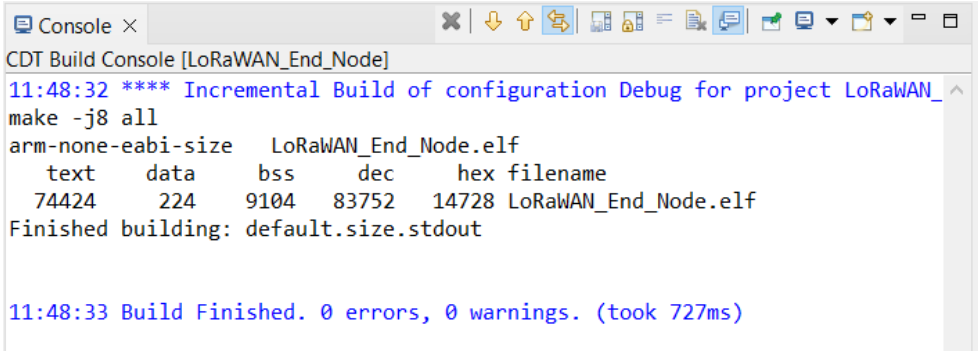 Console
CDT Build Console [LoRaWAN_End_Node]
11:48:32 **** Incremental Build of configuration Debug for project LoRaWAN_
make -j8 all
arm-none-eabi-size   LoRaWAN_End_Node.elf
   text    data     bss     dec     hex filename
  74424     224    9104   83752   14728 LoRaWAN_End_Node.elf
Finished building: default.size.stdout
11:48:33 Build Finished. 0 errors, 0 warnings. (took 727ms)